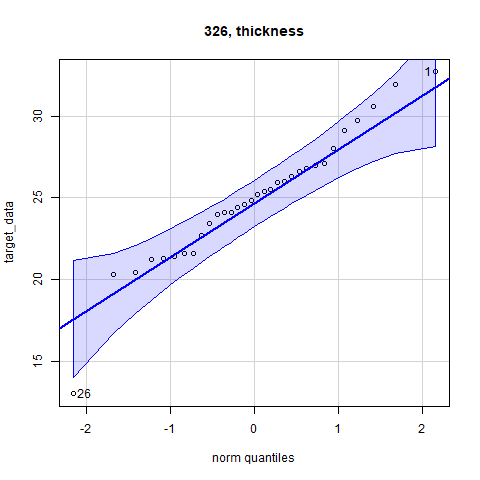 326, thickness
target_data
30
25
20
15
1
26
-2 -1 0 1 2
norm quantiles